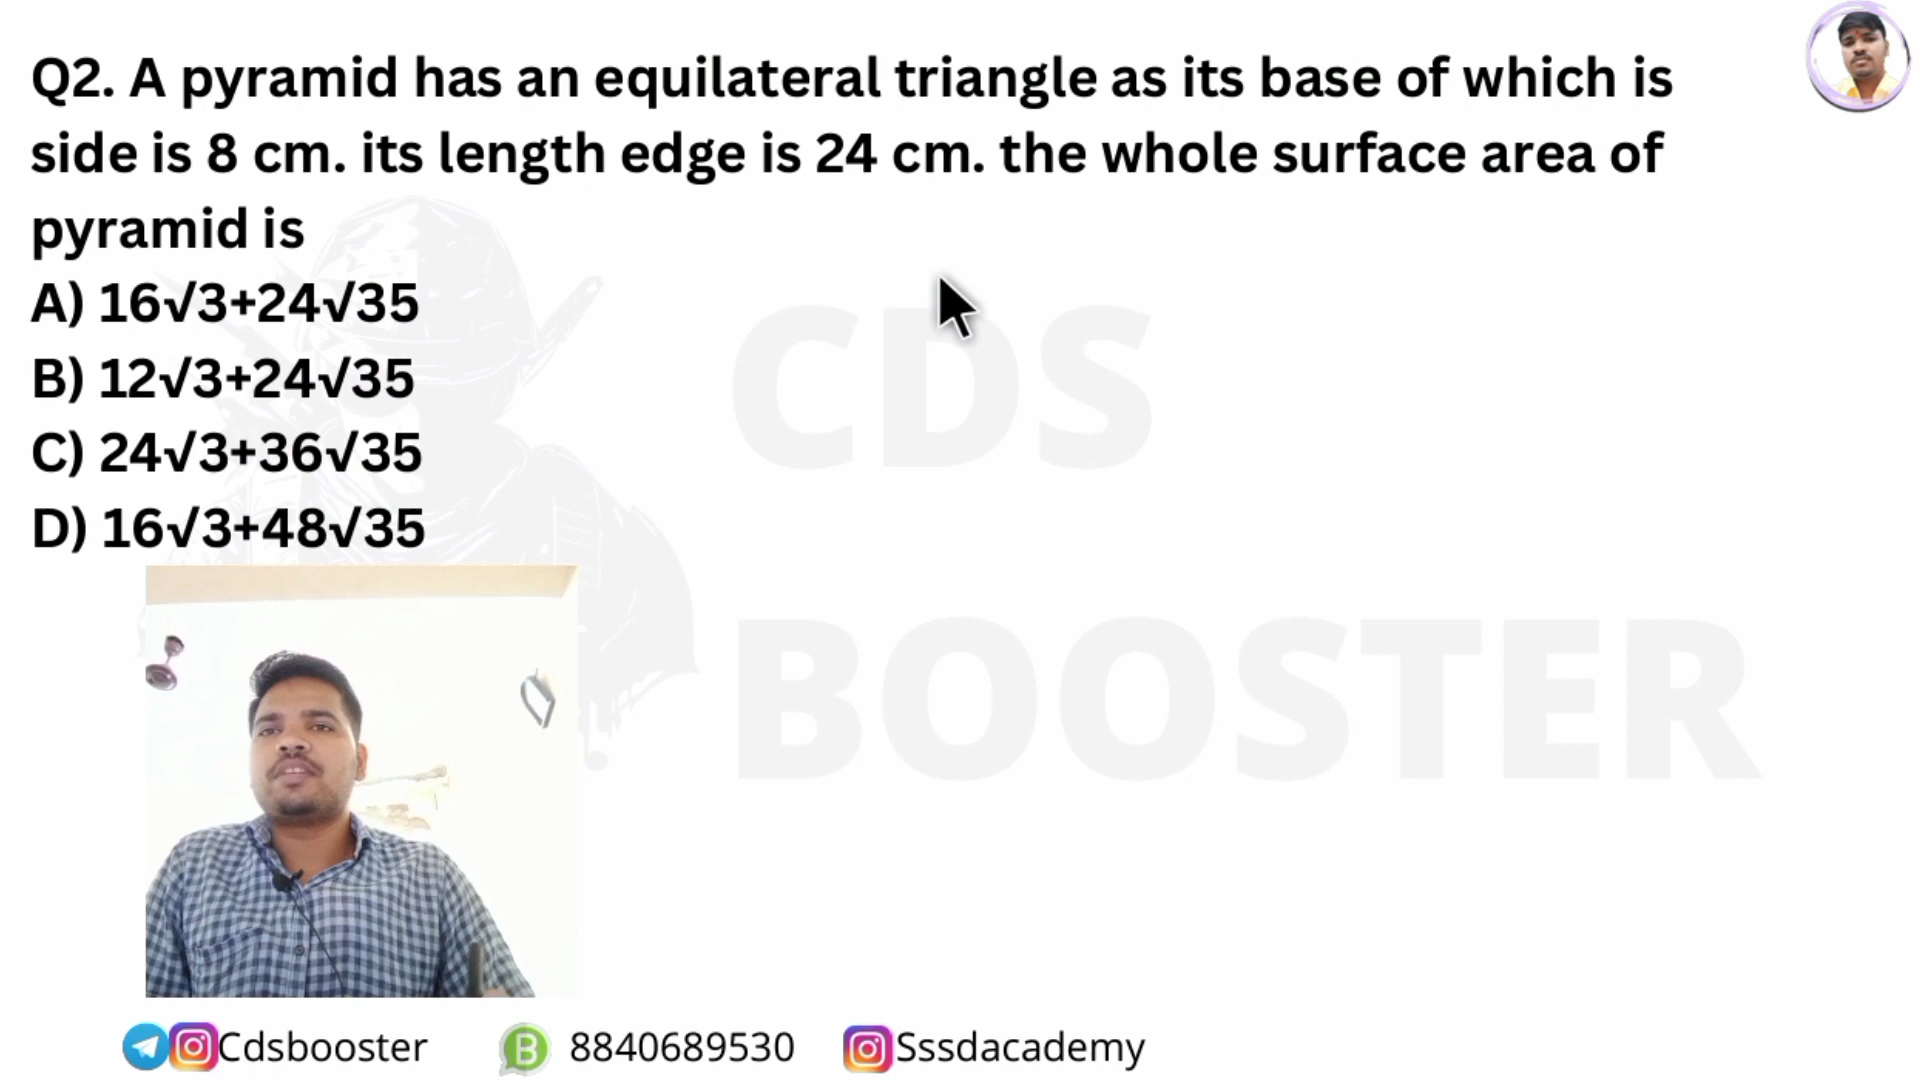 Q2. A pyramid has an equilateral triangle as its base of which is
side is 8 cm. its length edge is 24 cm. the whole surface area of
pyramid is
A) 16√3+24√35
B) 12√3+24√35
C) 24√3+36√35
D) 16√3+48√35
CDS
BOOSTER
Cdsbooster B 8840689530 Sssdacademy